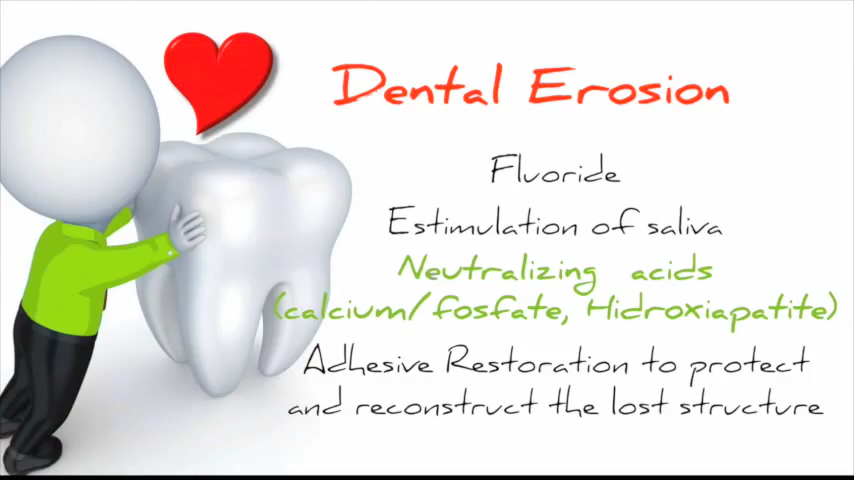 Dental Erosion
Fluoride
Estimulation of saliva
Neutralizing acids
(calcium/fosfate, Hidroxiapatite)
Adhesive Restoration to protect
and reconstruct the lost structure